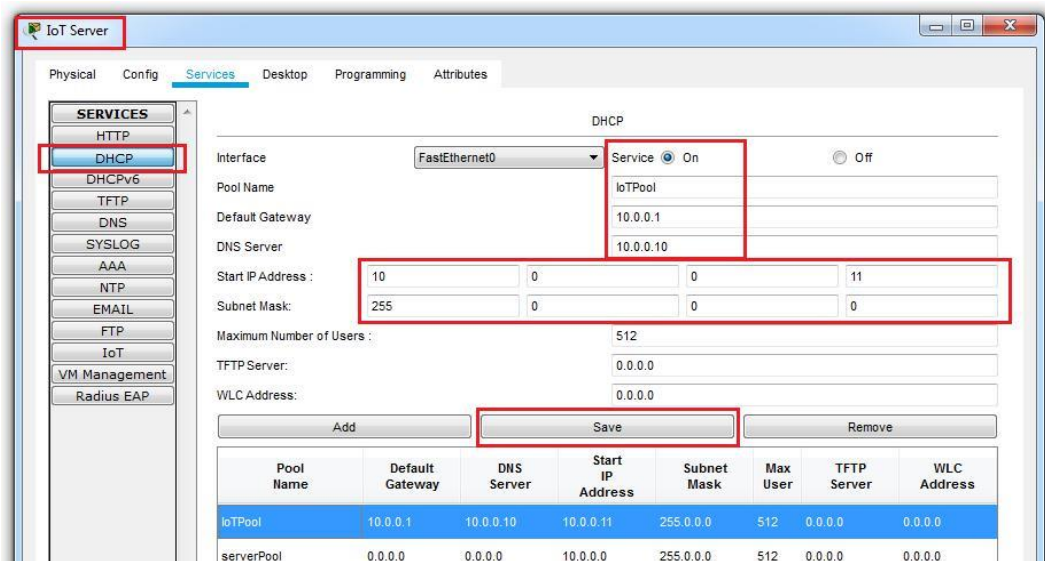 IoT Server
Physical Config Services Desktop Programming Attributes
SERVICES
HTTP
DHCP
DHCPv6
TFTP
DNS
SYSLOG
AAA
NTP
EMAIL
FTP
IoT
VM Management
Radius EAP
DHCP
Interface FastEthernet0 Service On Off
Pool Name IoTPool
Default Gateway 10.0.0.1
DNS Server 10.0.0.10
Start IP Address : 10 0 0 11
Subnet Mask: 255 0 0 0
Maximum Number of Users : 512
TFTP Server: 0.0.0.0
WLC Address: 0.0.0.0
Add Save Remove
Pool Name Default Gateway DNS Server Start IP Address Subnet Mask Max User TFTP Server WLC Address
IoTPool 10.0.0.1 10.0.0.10 10.0.0.11 255.0.0.0 512 0.0.0.0 0.0.0.0
serverPool 0.0.0.0 0.0.0.0 10.0.0.0 255.0.0.0 512 0.0.0.0 0.0.0.0